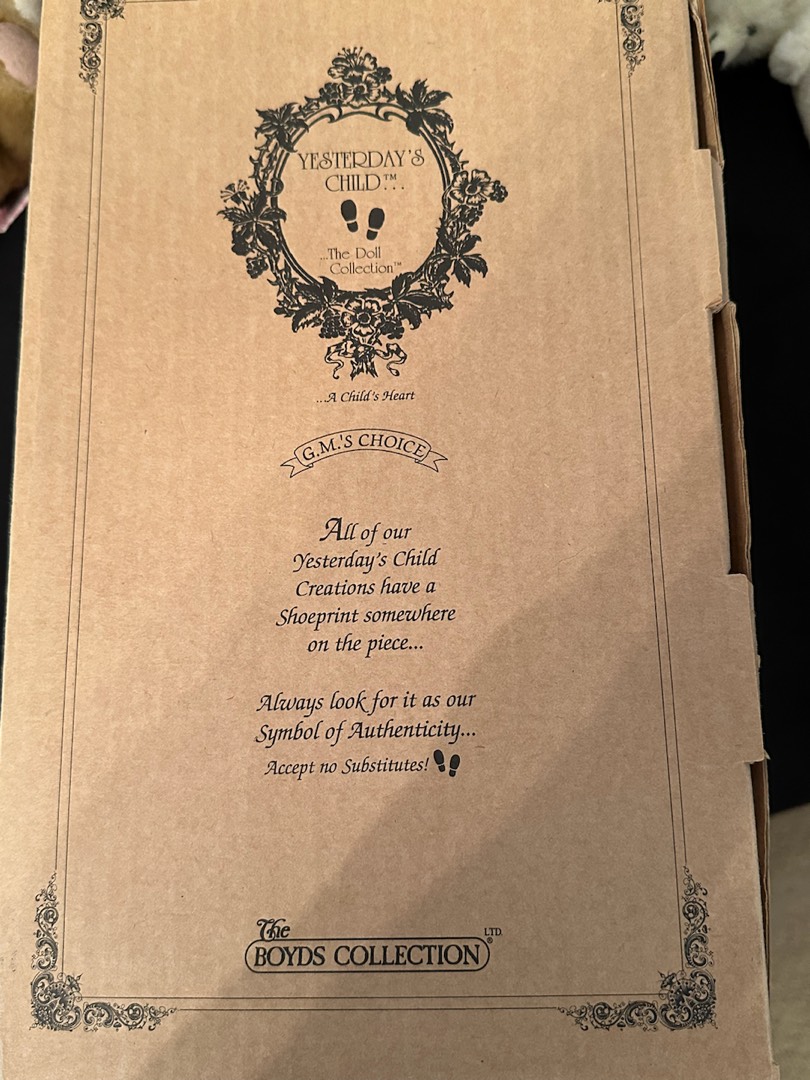 YESTERDAY'S
CHILD™...
...The Doll
Collection™
...A Child's Heart
G.M.'S CHOICE
All of our
Yesterday's Child
Creations have a
Shoeprint somewhere
on the piece...
Always look for it as our
Symbol of Authenticity...
Accept no Substitutes!
The
BOYDS COLLECTION LTD.®